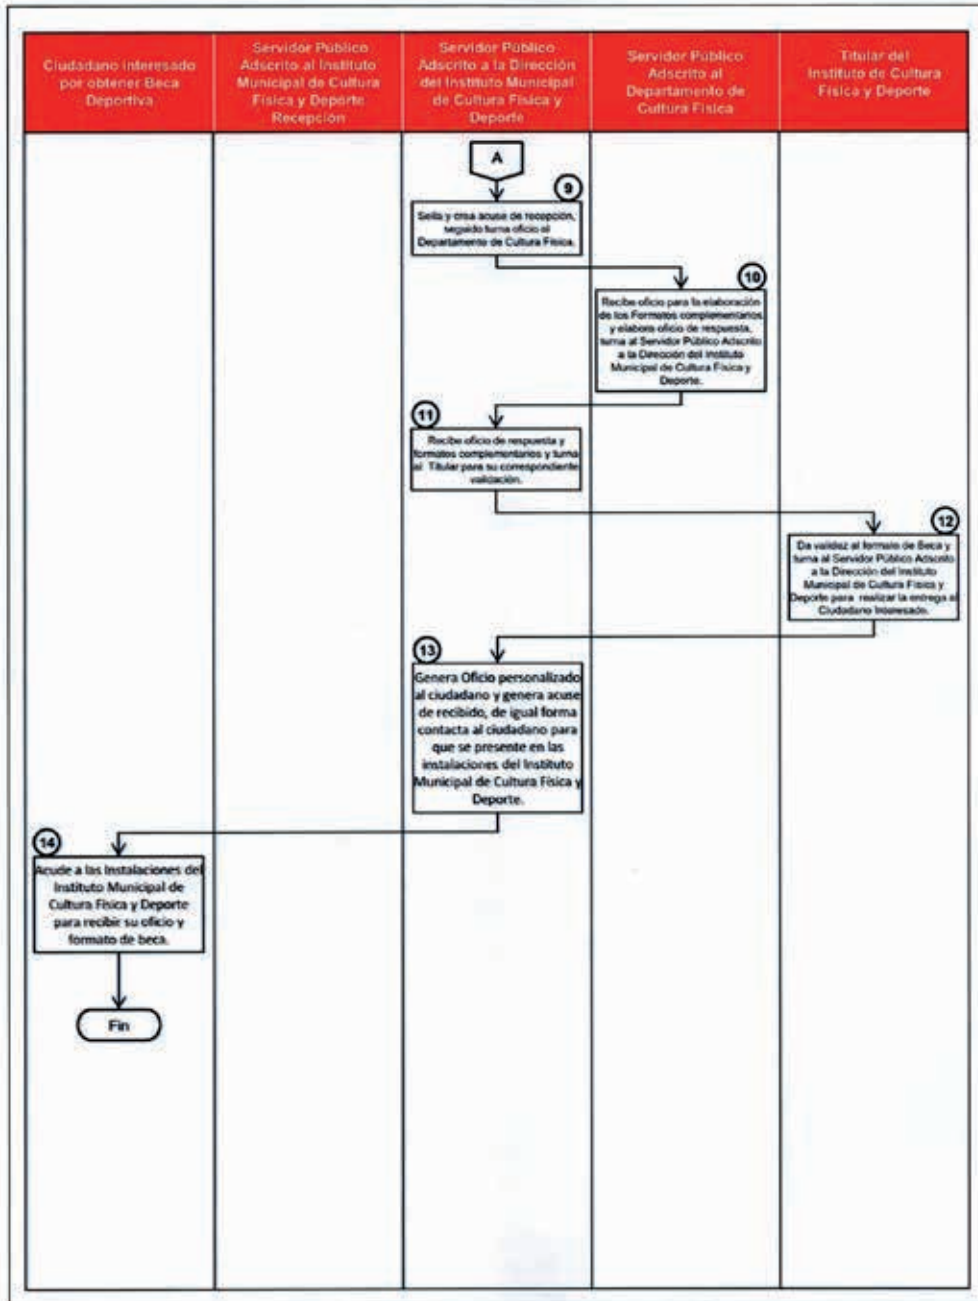 Ciudadano interesado
por obtener Beca
Deportiva
Servidor Público
Adscrito al Instituto
Municipal de Cultura
Física y Deporte
Recepción
Servidor Público
Adscrito a la Dirección
del Instituto Municipal
de Cultura Física y
Deporte
Servidor Público
Adscrito al
Departamento de
Cultura Física
Titular del
Instituto de Cultura
Física y Deporte
A
9
Sella y crea acuse de recepción,
seguido turna oficio al
Departamento de Cultura Física.
10
Recibe oficio para la elaboración
de los Formatos complementarios
y elabora oficio de respuesta,
turna al Servidor Público Adscrito
a la Dirección del Instituto
Municipal de Cultura Física y
Deporte.
11
Recibe oficio de respuesta y
formatos complementarios y turna
al Titular para su correspondiente
validación.
12
Da validez al formato de Beca y
turna al Servidor Público Adscrito
a la Dirección del Instituto
Municipal de Cultura Física y
Deporte para realizar la entrega al
Ciudadano Interesado.
13
Genera Oficio personalizado
al ciudadano y genera acuse
de recibido, de igual forma
contacta al ciudadano para
que se presente en las
instalaciones del Instituto
Municipal de Cultura Física y
Deporte.
14
Acude a las Instalaciones del
Instituto Municipal de
Cultura Física y Deporte
para recibir su oficio y
formato de beca.
Fin